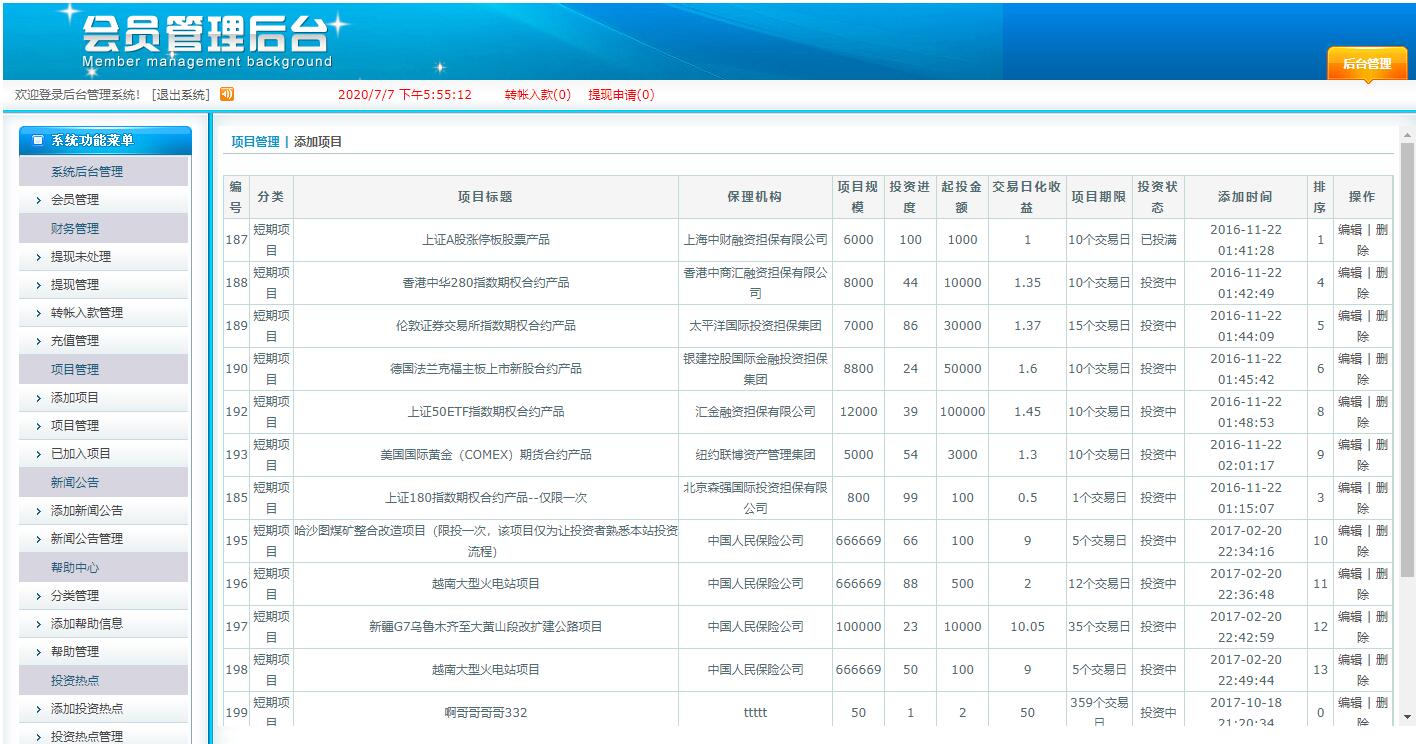 会员管理后台
Member management background
后台管理
欢迎登录后台管理系统! [退出系统] 2020/7/7 下午5:55:12 转帐入款(0) 提现申请(0)
系统功能菜单
系统后台管理
会员管理
财务管理
提现未处理
提现管理
转帐入款管理
充值管理
项目管理
添加项目
项目管理
已加入项目
新闻公告
添加新闻公告
新闻公告管理
帮助中心
分类管理
添加帮助信息
帮助管理
投资热点
添加投资热点
投资热点管理
项目管理 | 添加项目
编号 分类 项目标题 保理机构 项目规模 投资进度 起投金额 交易日化收益 项目期限 投资状态 添加时间 排序 操作
187 短期项目 上证A股涨停板股票产品 上海中财融资担保有限公司 6000 100 1000 1 10个交易日 已投满 2016-11-22 01:41:28 1 编辑 | 删除
188 短期项目 香港中华280指数期权合约产品 香港中商汇融资担保有限公司 8000 44 10000 1.35 10个交易日 投资中 2016-11-22 01:42:49 4 编辑 | 删除
189 短期项目 伦敦证券交易所指数期权合约产品 太平洋国际投资担保集团 7000 86 30000 1.37 15个交易日 投资中 2016-11-22 01:44:09 5 编辑 | 删除
190 短期项目 德国法兰克福主板上市新股合约产品 银建控股国际金融投资担保集团 8800 24 50000 1.6 10个交易日 投资中 2016-11-22 01:45:42 6 编辑 | 删除
192 短期项目 上证50ETF指数期权合约产品 汇金融资担保有限公司 12000 39 100000 1.45 10个交易日 投资中 2016-11-22 01:48:53 8 编辑 | 删除
193 短期项目 美国国际黄金（COMEX）期货合约产品 纽约联博资产管理集团 5000 54 3000 1.3 10个交易日 投资中 2016-11-22 02:01:17 9 编辑 | 删除
185 短期项目 上证180指数期权合约产品--仅限一次 北京森强国际投资担保有限公司 800 99 100 0.5 1个交易日 投资中 2016-11-22 01:15:07 3 编辑 | 删除
195 短期项目 哈沙图煤矿整合改造项目（限投一次，该项目仅为让投资者熟悉本站投资流程） 中国人民保险公司 666669 66 100 9 5个交易日 投资中 2017-02-20 22:34:16 10 编辑 | 删除
196 短期项目 越南大型火电站项目 中国人民保险公司 666669 88 500 2 12个交易日 投资中 2017-02-20 22:36:48 11 编辑 | 删除
197 短期项目 新疆G7乌鲁木齐至大黄山段改扩建公路项目 中国人民保险公司 100000 23 10000 10.05 35个交易日 投资中 2017-02-20 22:42:59 12 编辑 | 删除
198 短期项目 越南大型火电站项目 中国人民保险公司 666669 50 100 9 5个交易日 投资中 2017-02-20 22:49:44 13 编辑 | 删除
199 短期项目 啊哥哥哥哥332 ttttt 50 1 2 50 359个交易日 投资中 2017-10-18 21:20:34 0 编辑 | 删除